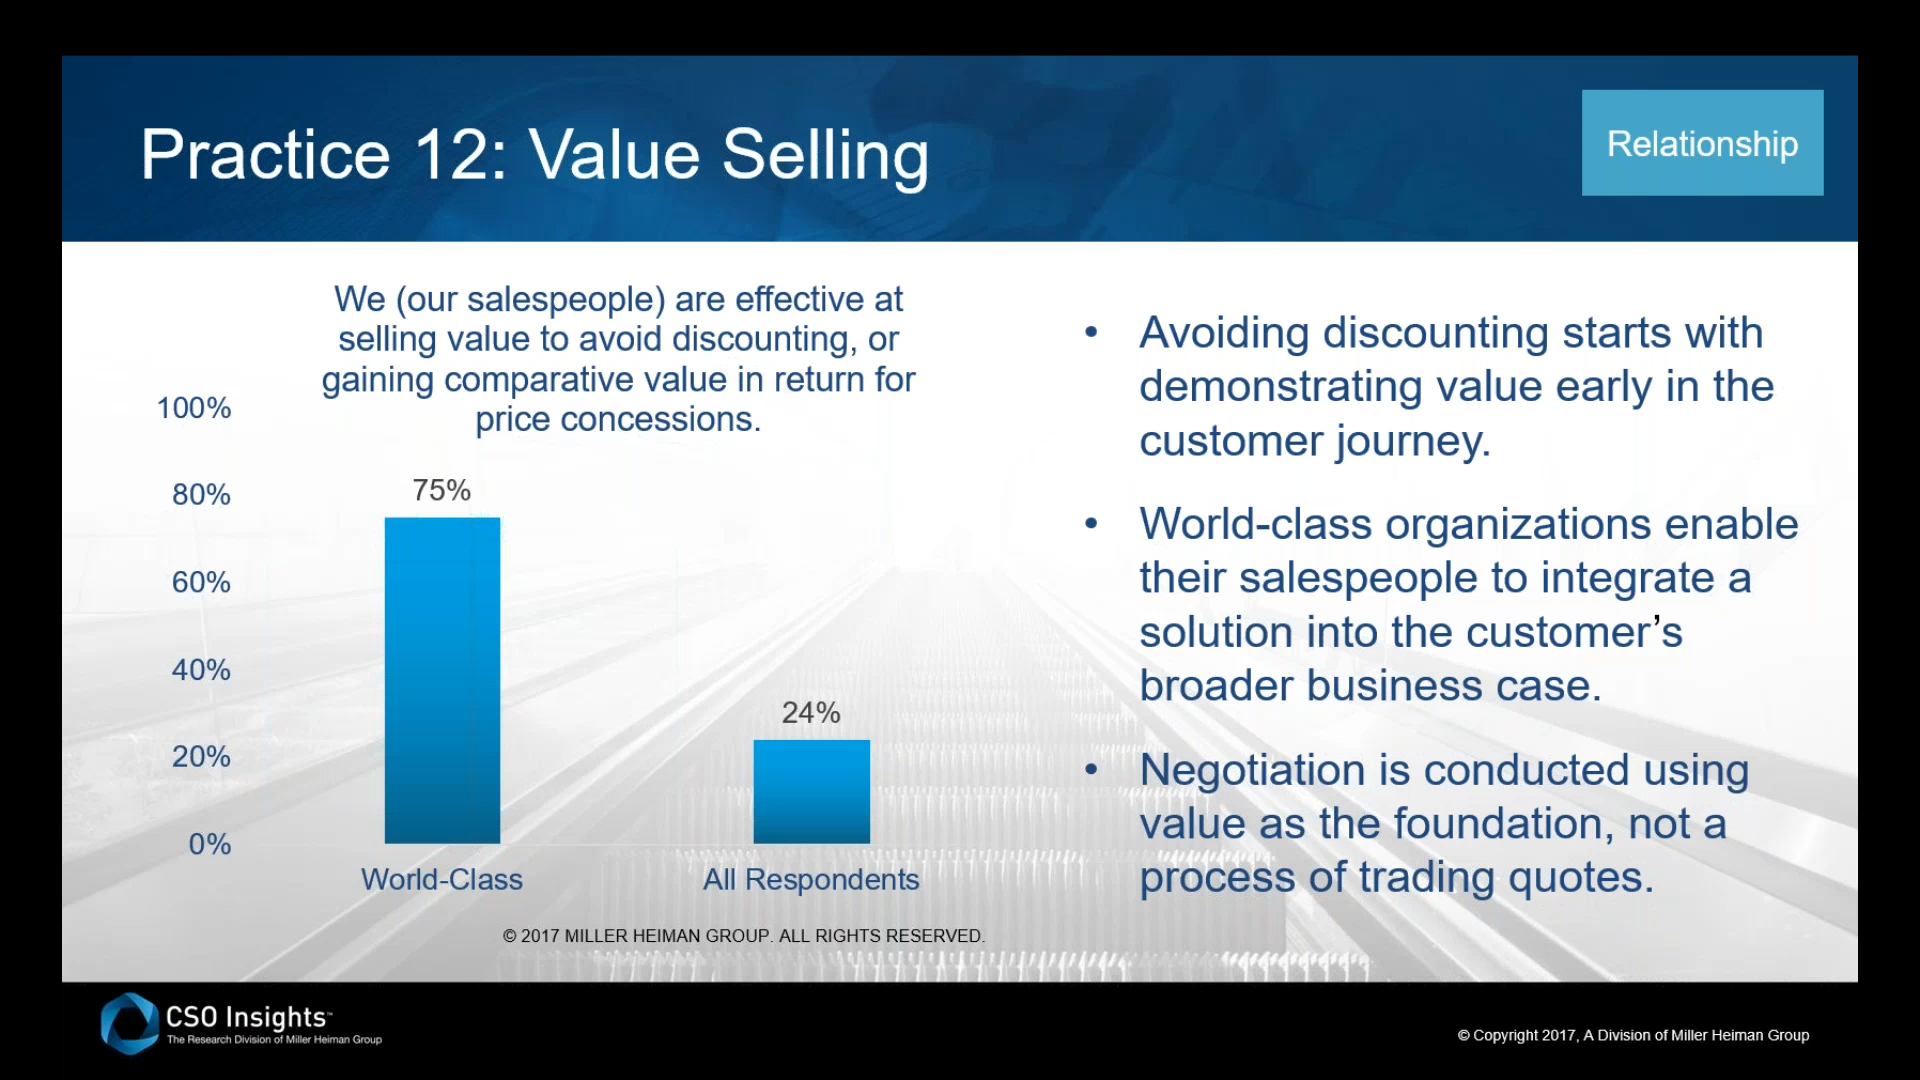 Practice 12: Value Selling
Relationship
We (our salespeople) are effective at
selling value to avoid discounting, or
gaining comparative value in return for
price concessions.
100%
80%
60%
40%
20%
0%
75%
24%
World-Class
All Respondents
© 2017 MILLER HEIMAN GROUP. ALL RIGHTS RESERVED.
• Avoiding discounting starts with
demonstrating value early in the
customer journey.
• World-class organizations enable
their salespeople to integrate a
solution into the customer’s
broader business case.
• Negotiation is conducted using
value as the foundation, not a
process of trading quotes.
CSO Insights™
The Research Division of Miller Heiman Group
© Copyright 2017, A Division of Miller Heiman Group